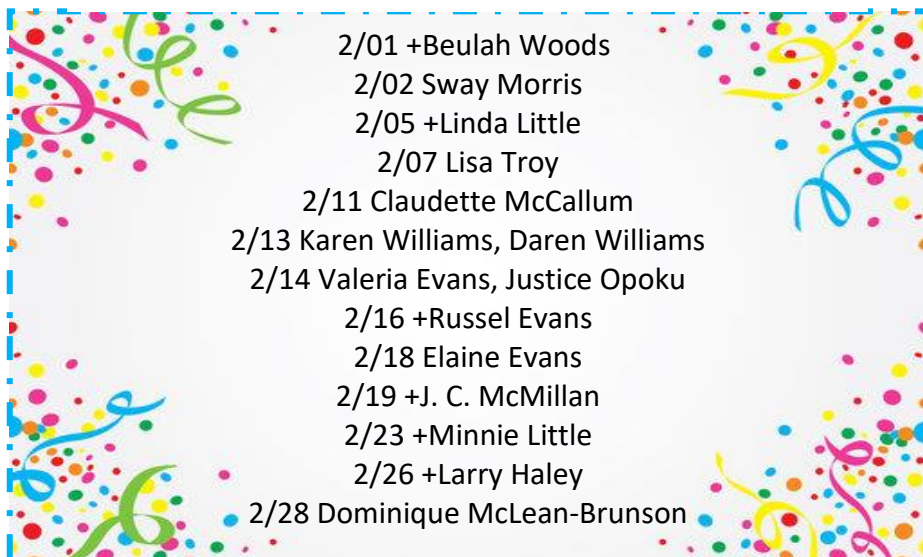 2/01 +Beulah Woods
2/02 Sway Morris
2/05 +Linda Little
2/07 Lisa Troy
2/11 Claudette McCallum
2/13 Karen Williams, Daren Williams
2/14 Valeria Evans, Justice Opoku
2/16 +Russel Evans
2/18 Elaine Evans
2/19 +J. C. McMillan
2/23 +Minnie Little
2/26 +Larry Haley
2/28 Dominique McLean-Brunson